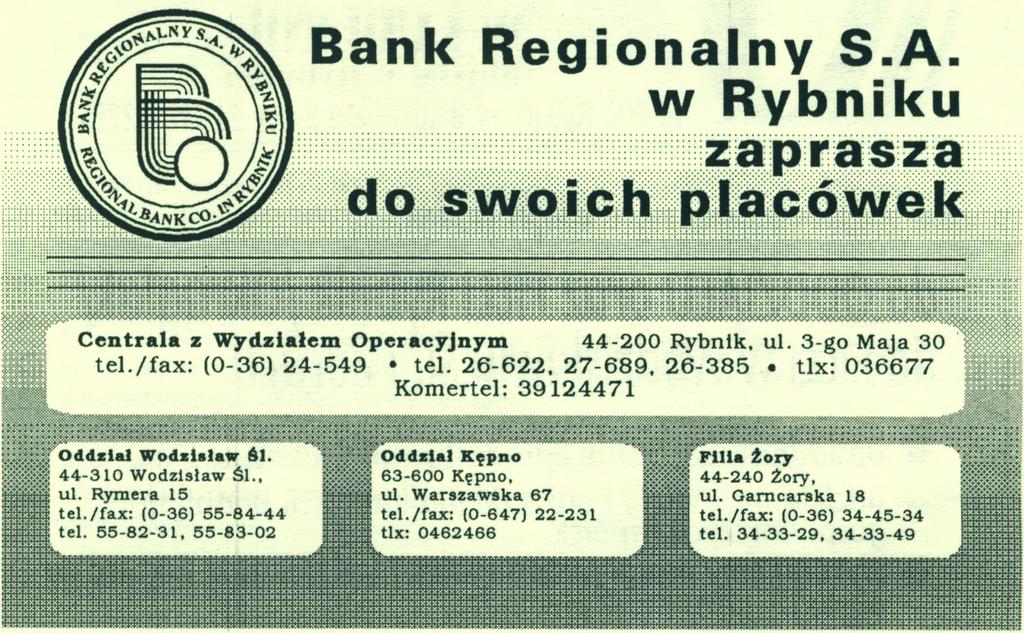 BANK REGIONALNY S.A. W RYBNIKU
REGIONAL BANK CO. IN RYBNIK
Bank Regionalny S.A.
w Rybniku
zaprasza
do swoich placówek
Centrala z Wydziałem Operacyjnym 44-200 Rybnik, ul. 3-go Maja 30
tel./fax: (0-36) 24-549 • tel. 26-622, 27-689, 26-385 • tlx: 036677
Komertel: 39124471
Oddział Wodzisław Śl.
44-310 Wodzisław Śl.,
ul. Rymera 15
tel./fax: (0-36) 55-84-44
tel. 55-82-31, 55-83-02
Oddział Kępno
63-600 Kępno,
ul. Warszawska 67
tel./fax: (0-647) 22-231
tlx: 0462466
Filia Żory
44-240 Żory,
ul. Garncarska 18
tel./fax: (0-36) 34-45-34
tel. 34-33-29, 34-33-49